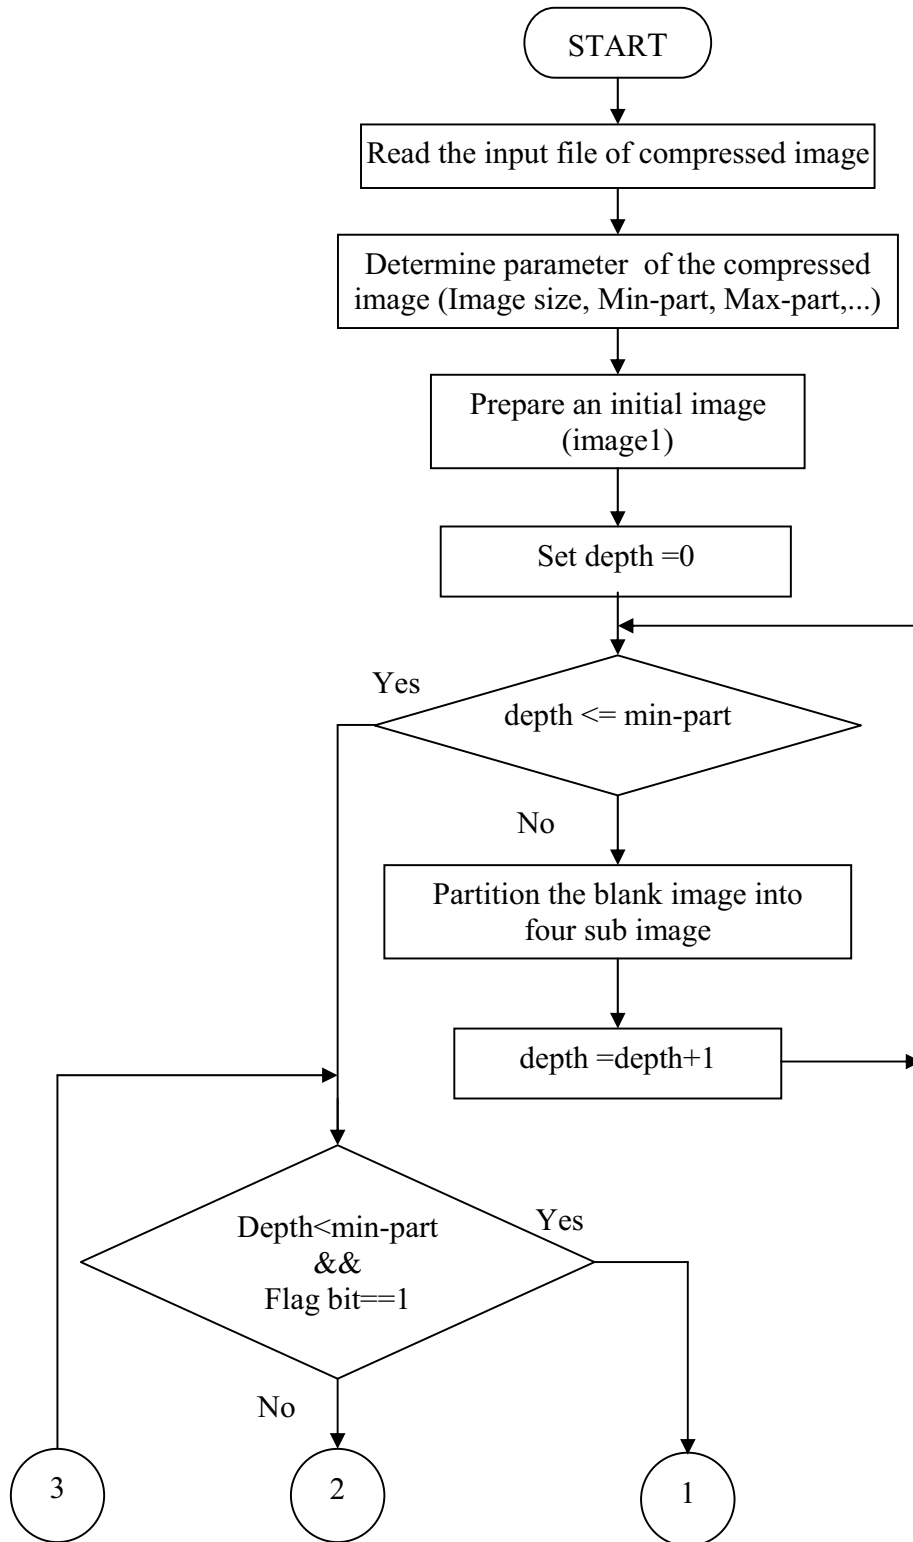 START
Read the input file of compressed image
Determine parameter  of the compressed
image (Image size, Min-part, Max-part,...)
Prepare an initial image
(image1)
Set depth =0
Yes
depth <= min-part
No
Partition the blank image into
four sub image
depth =depth+1
Depth<min-part
&&
Flag bit==1
Yes
No
3
2
1